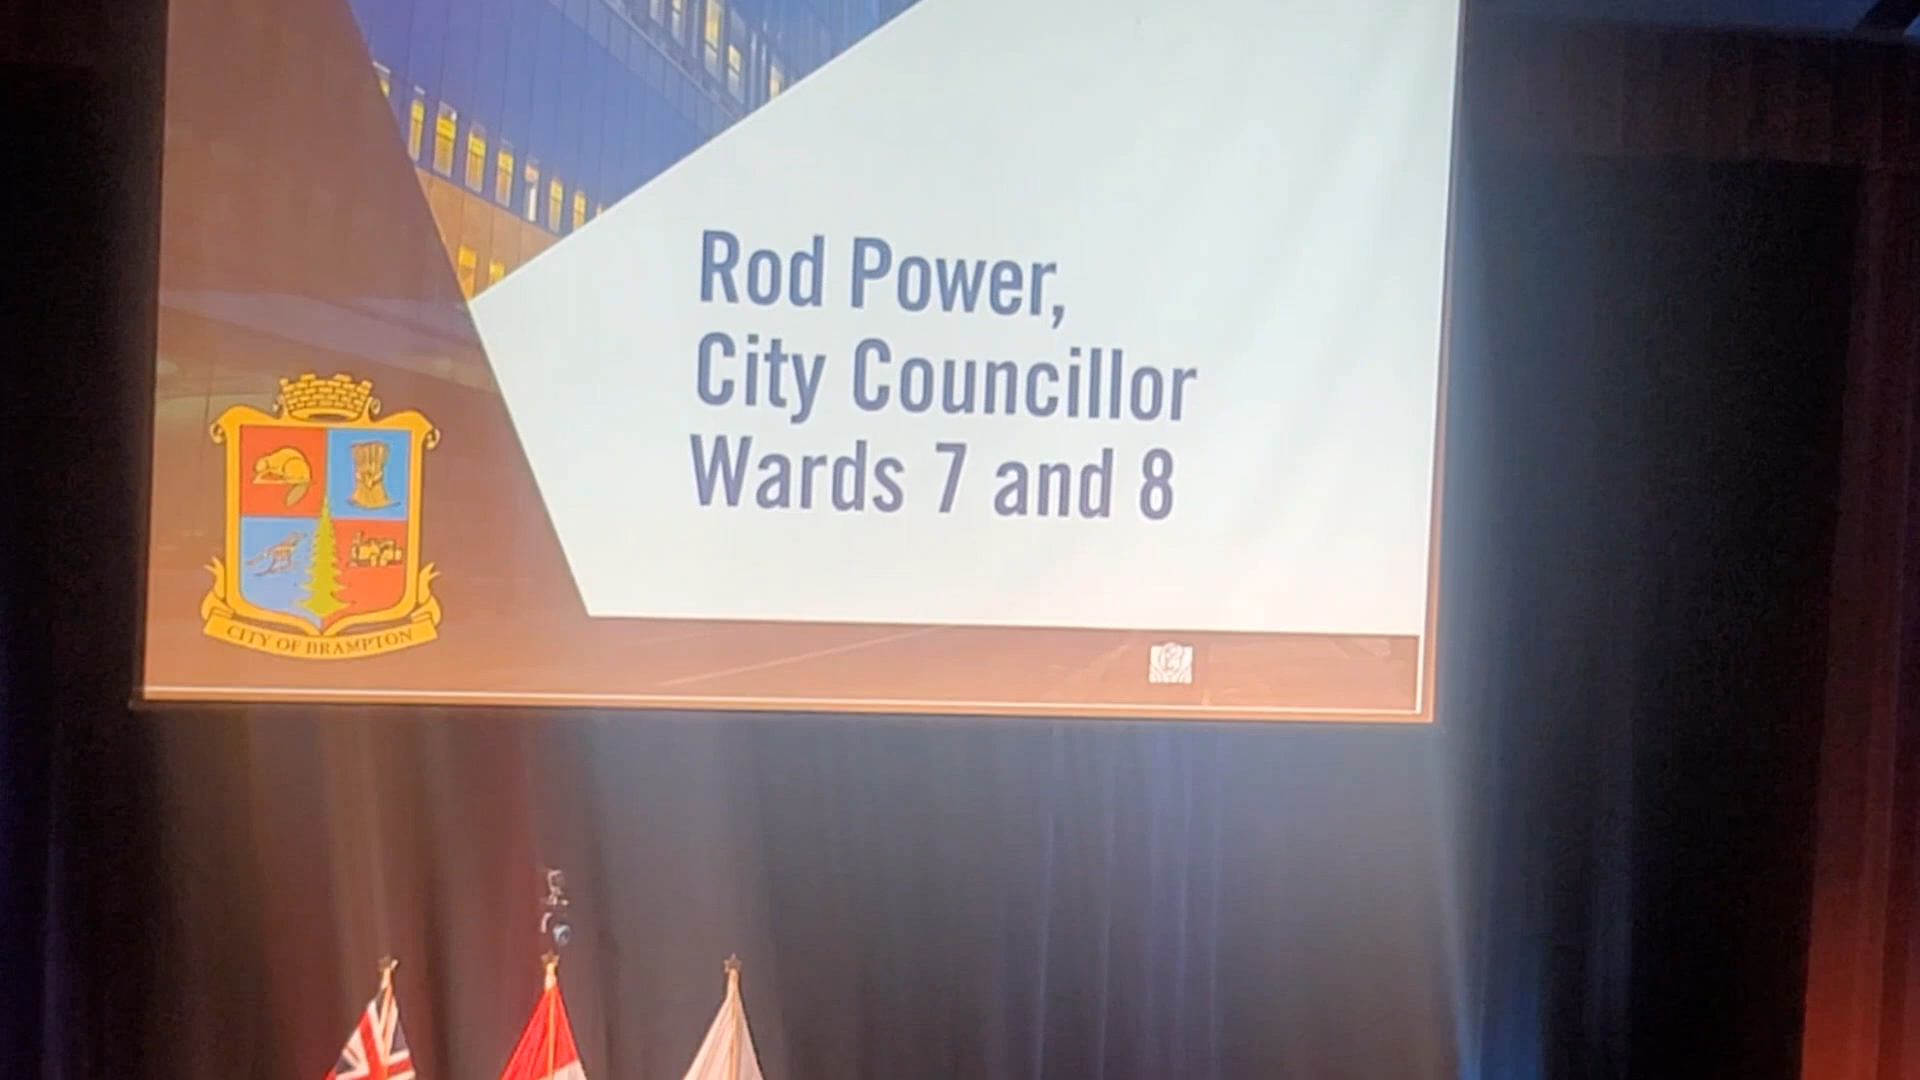 Rod Power,
City Councillor
Wards 7 and 8
CITY OF BRAMPTON